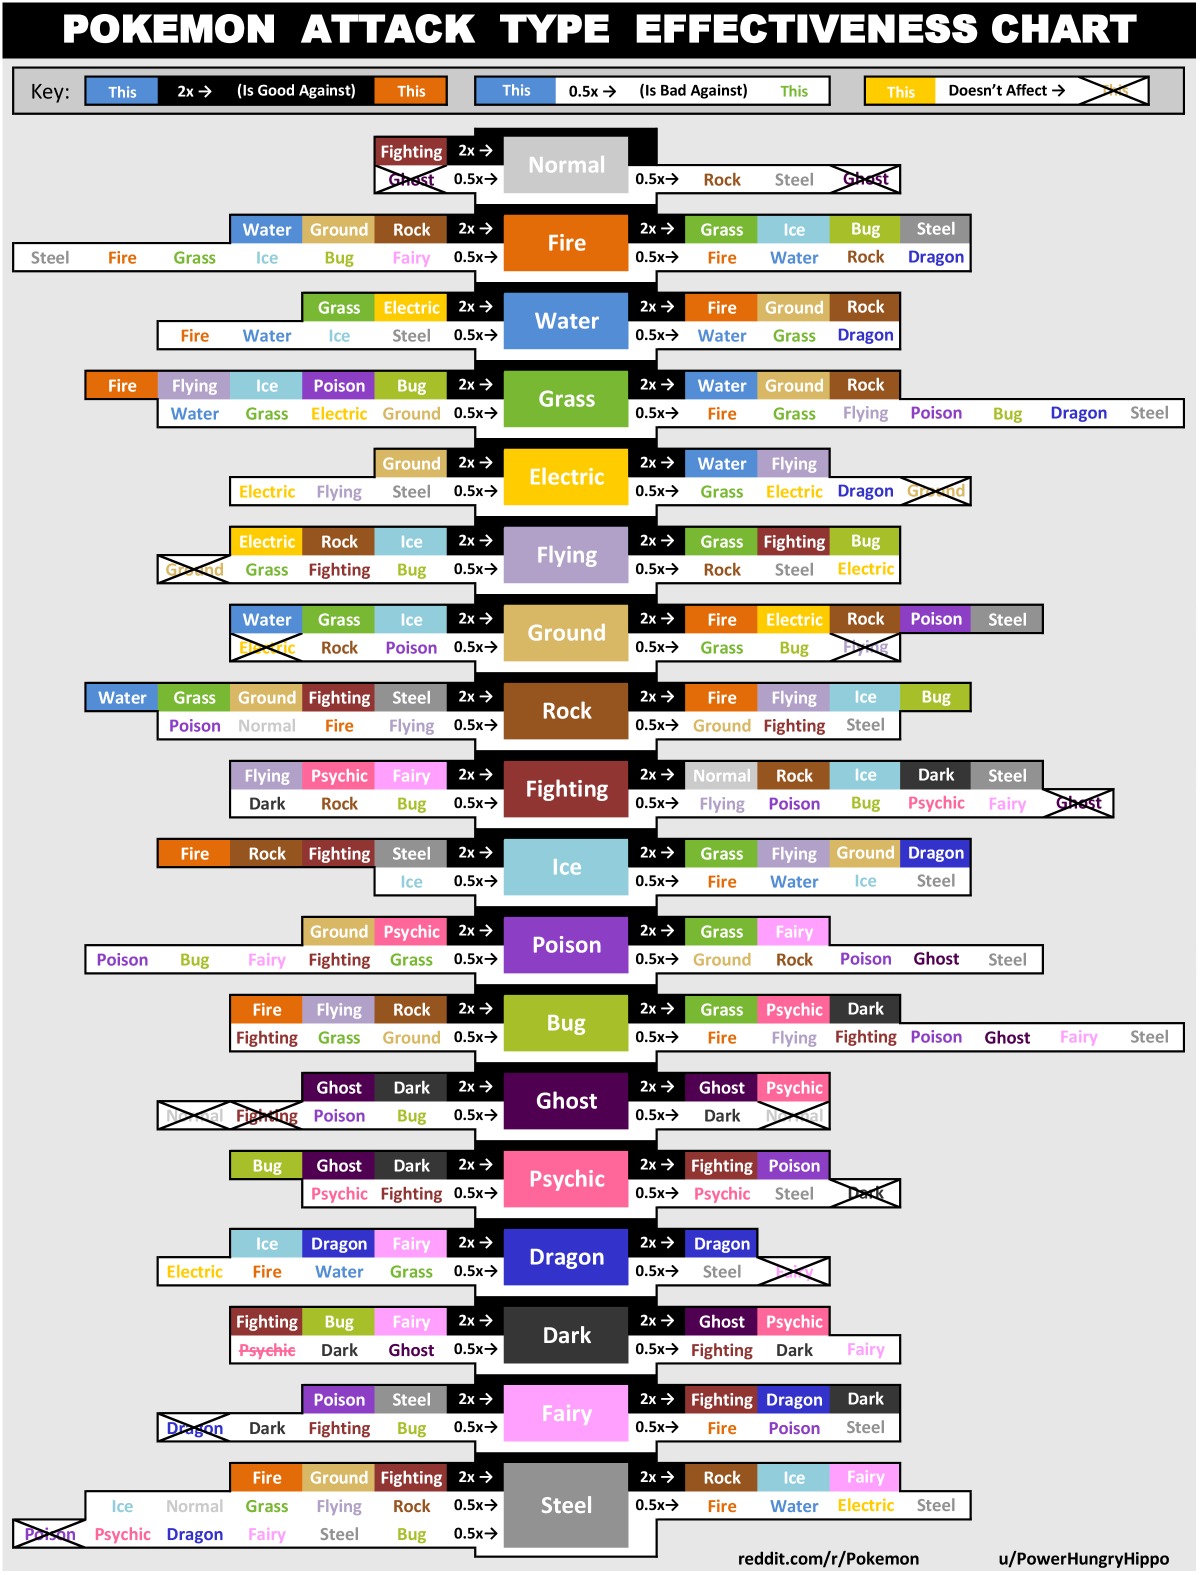 POKEMON ATTACK TYPE EFFECTIVENESS CHART
Key: This 2x → (Is Good Against) This This 0.5x → (Is Bad Against) This This Doesn't Affect → This
Fighting 2x →
Normal
Ghost 0.5x→ 0.5x→ Rock Steel Ghost
Water Ground Rock 2x → 2x → Grass Ice Bug Steel
Fire
Steel Fire Grass Ice Bug Fairy 0.5x→ 0.5x→ Fire Water Rock Dragon
Grass Electric 2x → 2x → Fire Ground Rock
Water
Fire Water Ice Steel 0.5x→ 0.5x→ Water Grass Dragon
Fire Flying Ice Poison Bug 2x → 2x → Water Ground Rock
Grass
Water Grass Electric Ground 0.5x→ 0.5x→ Fire Grass Flying Poison Bug Dragon Steel
Ground 2x → 2x → Water Flying
Electric
Electric Flying Steel 0.5x→ 0.5x→ Grass Electric Dragon Ground
Electric Rock Ice 2x → 2x → Grass Fighting Bug
Flying
Ground Grass Fighting Bug 0.5x→ 0.5x→ Rock Steel Electric
Water Grass Ice 2x → 2x → Fire Electric Rock Poison Steel
Ground
Electric Rock Poison 0.5x→ 0.5x→ Grass Bug Flying
Water Grass Ground Fighting Steel 2x → 2x → Fire Flying Ice Bug
Rock
Poison Normal Fire Flying 0.5x→ 0.5x→ Ground Fighting Steel
Flying Psychic Fairy 2x → 2x → Normal Rock Ice Dark Steel
Fighting
Dark Rock Bug 0.5x→ 0.5x→ Flying Poison Bug Psychic Fairy Ghost
Fire Rock Fighting Steel 2x → 2x → Grass Flying Ground Dragon
Ice
Ice 0.5x→ 0.5x→ Fire Water Ice Steel
Ground Psychic 2x → 2x → Grass Fairy
Poison
Poison Bug Fairy Fighting Grass 0.5x→ 0.5x→ Ground Rock Poison Ghost Steel
Fire Flying Rock 2x → 2x → Grass Psychic Dark
Bug
Fighting Grass Ground 0.5x→ 0.5x→ Fire Flying Fighting Poison Ghost Fairy Steel
Ghost Dark 2x → 2x → Ghost Psychic
Ghost
Normal Fighting Poison Bug 0.5x→ 0.5x→ Dark Normal
Bug Ghost Dark 2x → 2x → Fighting Poison
Psychic
Psychic Fighting 0.5x→ 0.5x→ Psychic Steel Dark
Ice Dragon Fairy 2x → 2x → Dragon
Dragon
Electric Fire Water Grass 0.5x→ 0.5x→ Steel Fairy
Fighting Bug Fairy 2x → 2x → Ghost Psychic
Dark
Psychic Dark Ghost 0.5x→ 0.5x→ Fighting Dark Fairy
Poison Steel 2x → 2x → Fighting Dragon Dark
Fairy
Dragon Dark Fighting Bug 0.5x→ 0.5x→ Fire Poison Steel
Fire Ground Fighting 2x → 2x → Rock Ice Fairy
Ice Normal Grass Flying Rock 0.5x→ Steel 0.5x→ Fire Water Electric Steel
Poison Psychic Dragon Fairy Steel Bug 0.5x→
reddit.com/r/Pokemon u/PowerHungryHippo